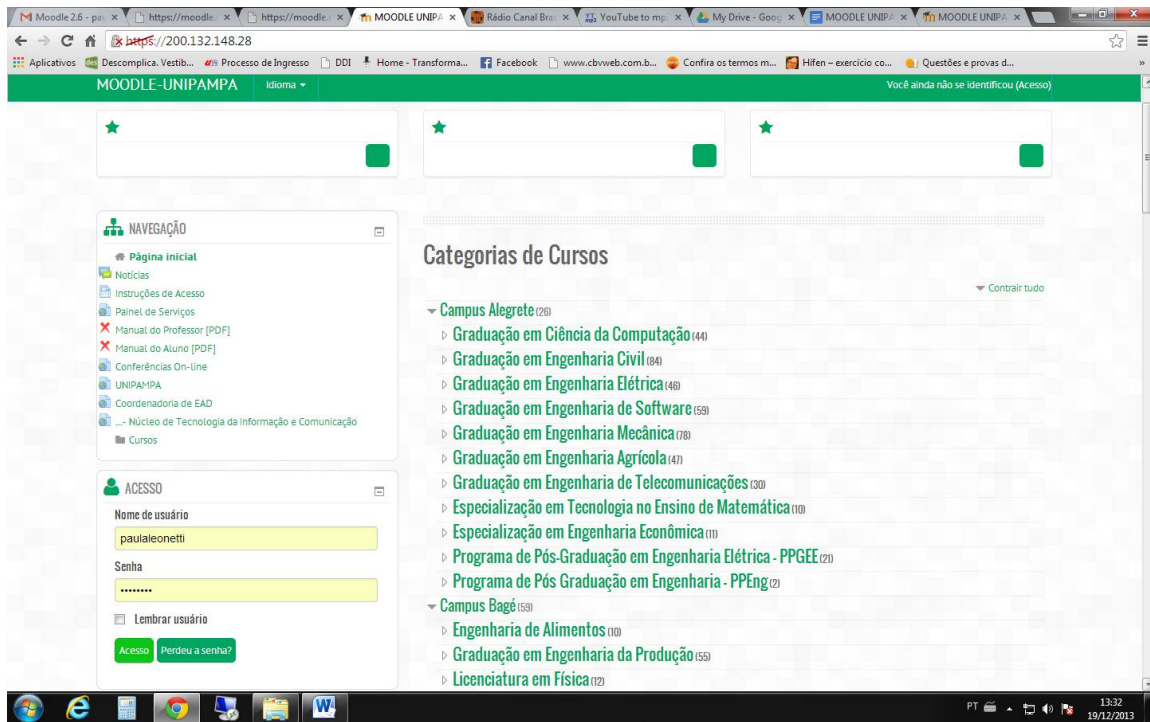 Moodle 2.6 - pau
https://moodle.
https://moodle.
MOODLE UNIPA
Rádio Canal Bras
YouTube to mp
My Drive - Goog
MOODLE UNIPA
MOODLE UNIPA
https://200.132.148.28
Aplicativos
Descomplica. Vestib...
Processo de Ingresso
DDI
Home - Transforma...
Facebook
www.cbvweb.com.b...
Confira os termos m...
Hífen – exercício co...
Questões e provas d...
»
MOODLE-UNIPAMPA
Idioma
Você ainda não se identificou (Acesso)
NAVEGAÇÃO
Página inicial
Notícias
Instruções de Acesso
Painel de Serviços
Manual do Professor [PDF]
Manual do Aluno [PDF]
Conferências On-line
UNIPAMPA
Coordenadoria de EAD
...- Núcleo de Tecnologia da Informação e Comunicação
Cursos
ACESSO
Nome de usuário
paulaleonetti
Senha
••••••••
Lembrar usuário
Acesso
Perdeu a senha?
Categorias de Cursos
Contrair tudo
Campus Alegrete (26)
Graduação em Ciência da Computação (44)
Graduação em Engenharia Civil (84)
Graduação em Engenharia Elétrica (46)
Graduação em Engenharia de Software (59)
Graduação em Engenharia Mecânica (78)
Graduação em Engenharia Agrícola (47)
Graduação em Engenharia de Telecomunicações (30)
Especialização em Tecnologia no Ensino de Matemática (10)
Especialização em Engenharia Econômica (11)
Programa de Pós-Graduação em Engenharia Elétrica - PPGEE (21)
Programa de Pós Graduação em Engenharia - PPEng (2)
Campus Bagé (59)
Engenharia de Alimentos (10)
Graduação em Engenharia da Produção (55)
Licenciatura em Física (12)
PT
13:32
19/12/2013